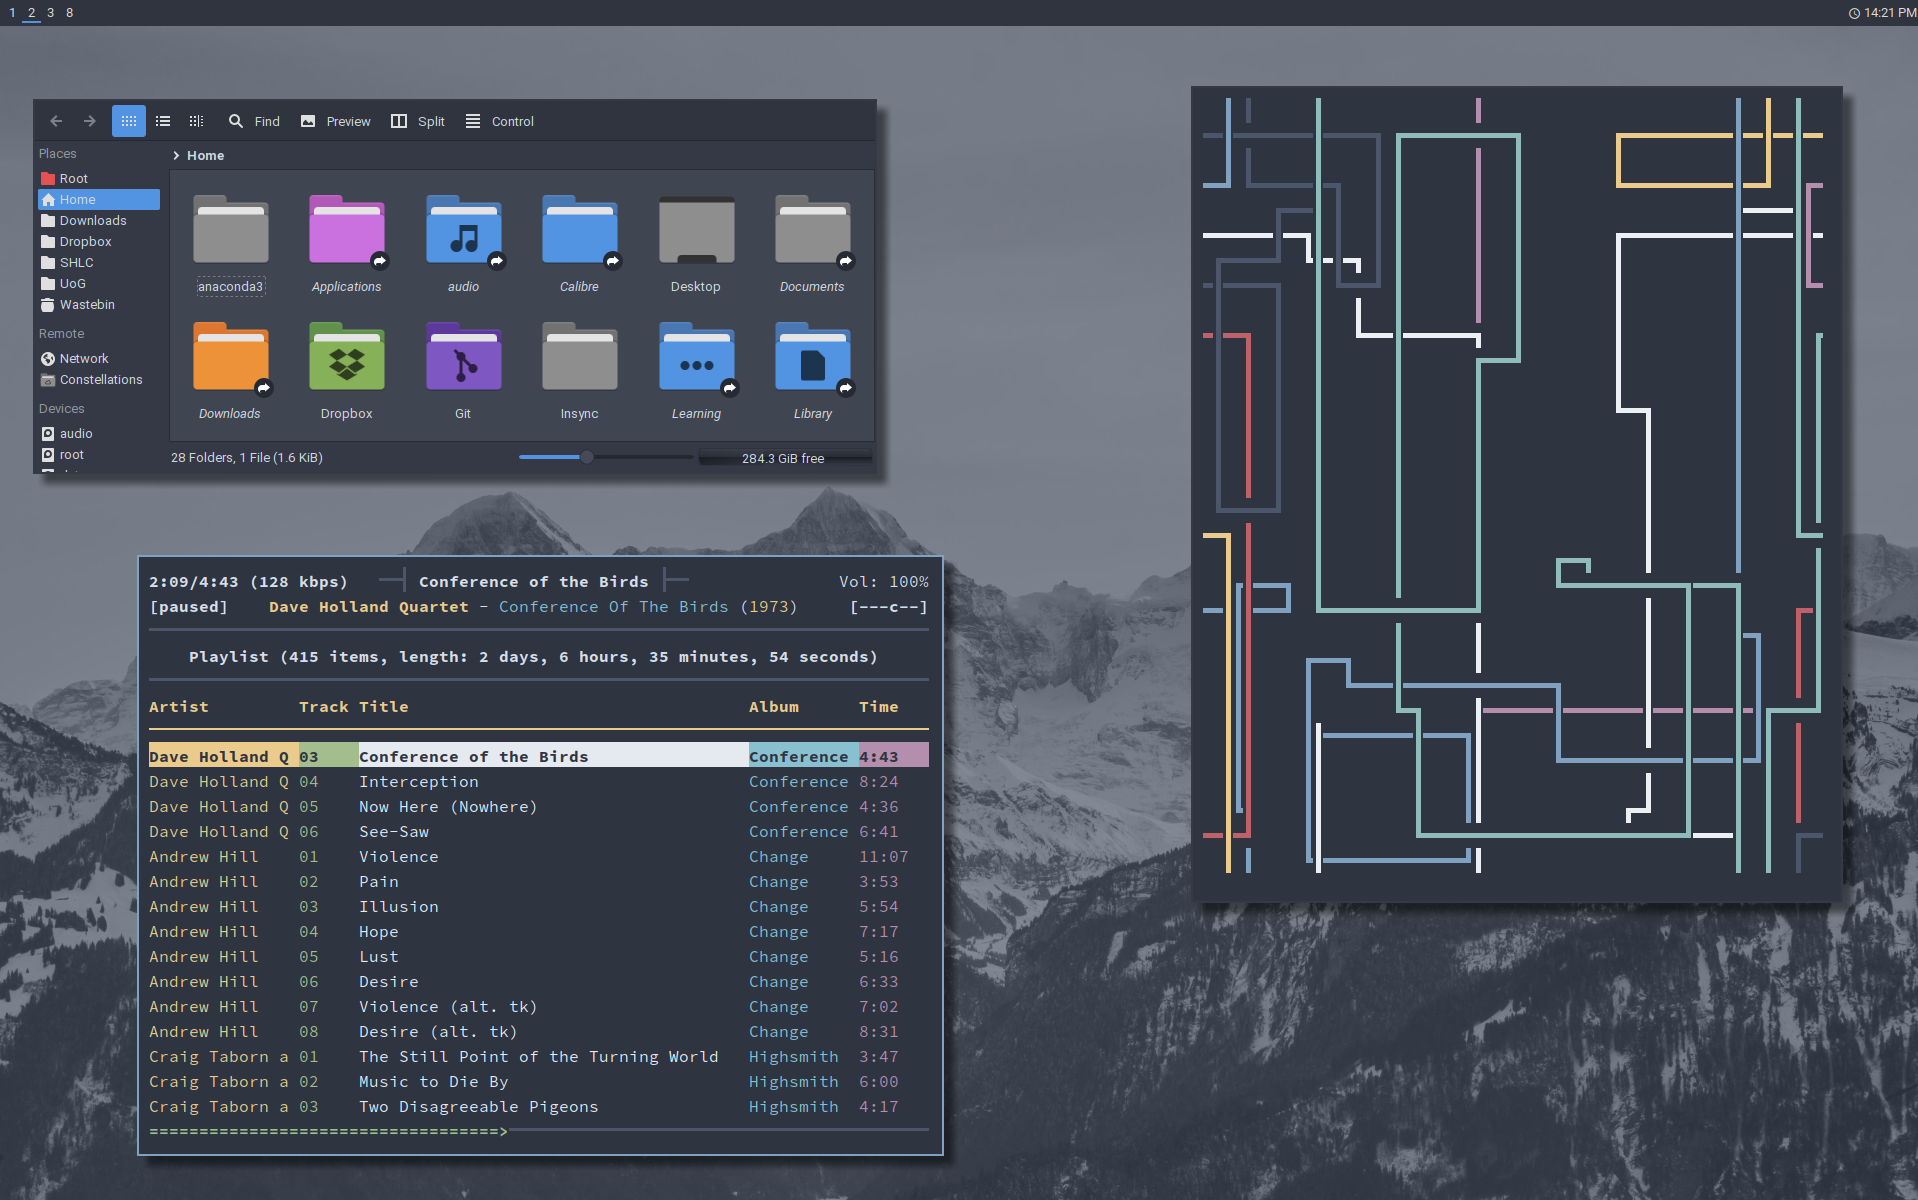 1 2 3 8 14:21 PM
Find Preview Split Control
Places
Home
Root
Home
Downloads
Dropbox
SHLC
UoG
Wastebin
Remote
Network
Constellations
Devices
audio
root
anaconda3 Applications audio Calibre Desktop Documents
Downloads Dropbox Git Insync Learning Library
28 Folders, 1 File (1.6 KiB) 284.3 GiB free
2:09/4:43 (128 kbps) Conference of the Birds Vol: 100%
[paused] Dave Holland Quartet - Conference Of The Birds (1973) [---c--]
Playlist (415 items, length: 2 days, 6 hours, 35 minutes, 54 seconds)
Artist Track Title Album Time
Dave Holland Q 03 Conference of the Birds Conference 4:43
Dave Holland Q 04 Interception Conference 8:24
Dave Holland Q 05 Now Here (Nowhere) Conference 4:36
Dave Holland Q 06 See-Saw Conference 6:41
Andrew Hill 01 Violence Change 11:07
Andrew Hill 02 Pain Change 3:53
Andrew Hill 03 Illusion Change 5:54
Andrew Hill 04 Hope Change 7:17
Andrew Hill 05 Lust Change 5:16
Andrew Hill 06 Desire Change 6:33
Andrew Hill 07 Violence (alt. tk) Change 7:02
Andrew Hill 08 Desire (alt. tk) Change 8:31
Craig Taborn a 01 The Still Point of the Turning World Highsmith 3:47
Craig Taborn a 02 Music to Die By Highsmith 6:00
Craig Taborn a 03 Two Disagreeable Pigeons Highsmith 4:17
===================================>